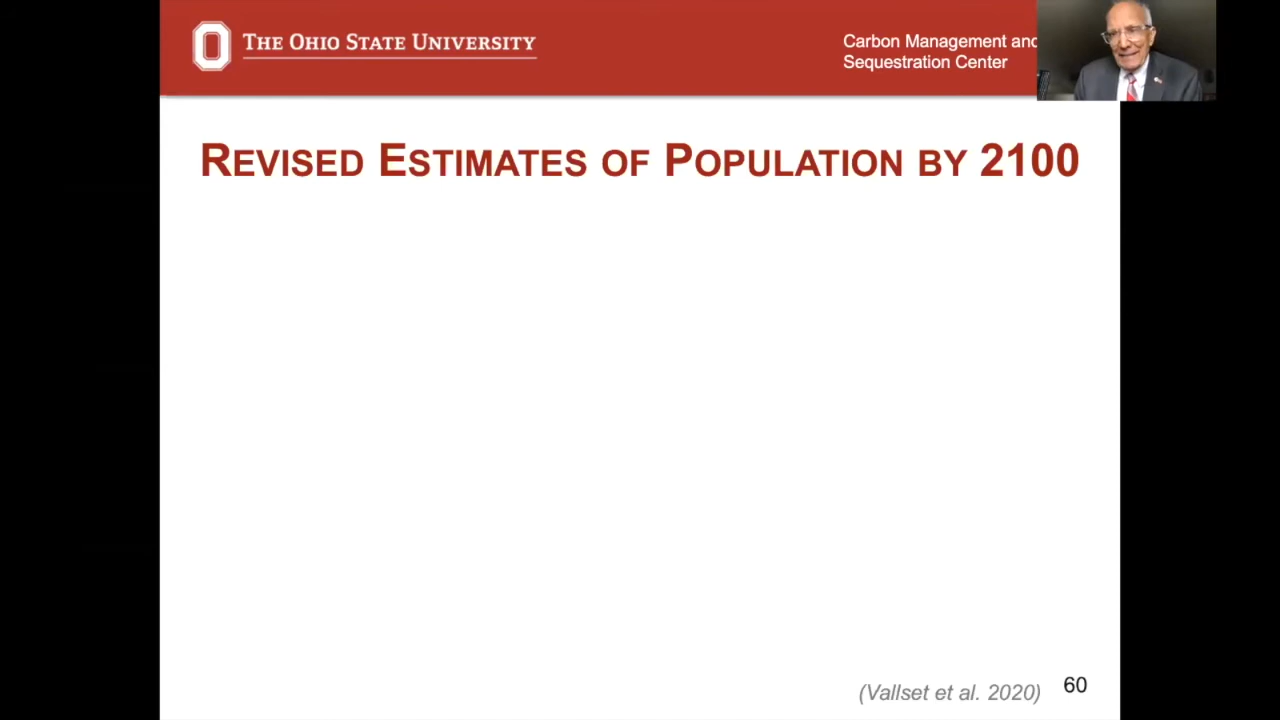 THE OHIO STATE UNIVERSITY
Carbon Management and
Sequestration Center
REVISED ESTIMATES OF POPULATION BY 2100
(Vallset et al. 2020)
60